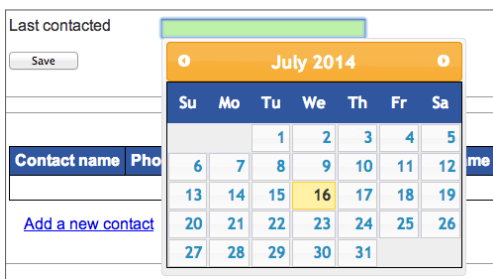 Last contacted
Save
July 2014
Su Mo Tu We Th Fr Sa
1 2 3 4 5
6 7 8 9 10 11 12
13 14 15 16 17 18 19
20 21 22 23 24 25 26
27 28 29 30 31
Contact name Pho me
Add a new contact